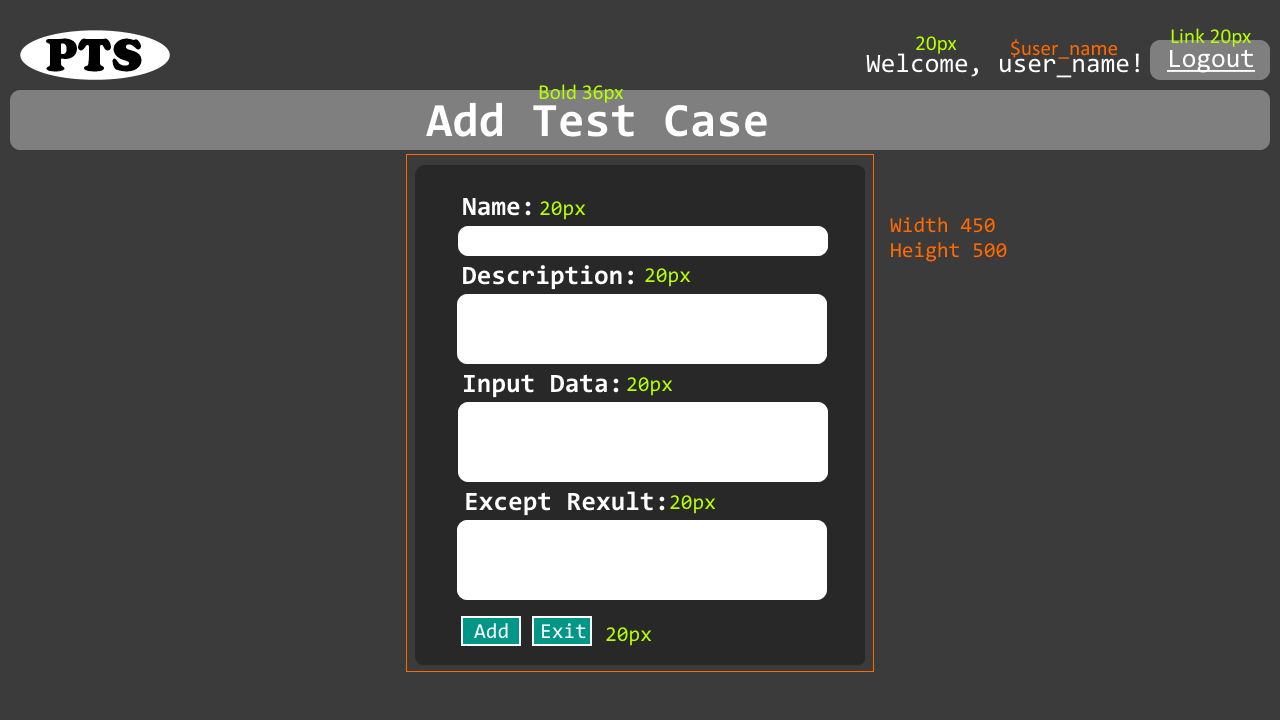 PTS
20px
$user_name
Link 20px
Welcome, user_name!
Logout
Bold 36px
Add Test Case
Name: 20px
Width 450
Height 500
Description: 20px
Input Data: 20px
Except Rexult: 20px
Add
Exit
20px